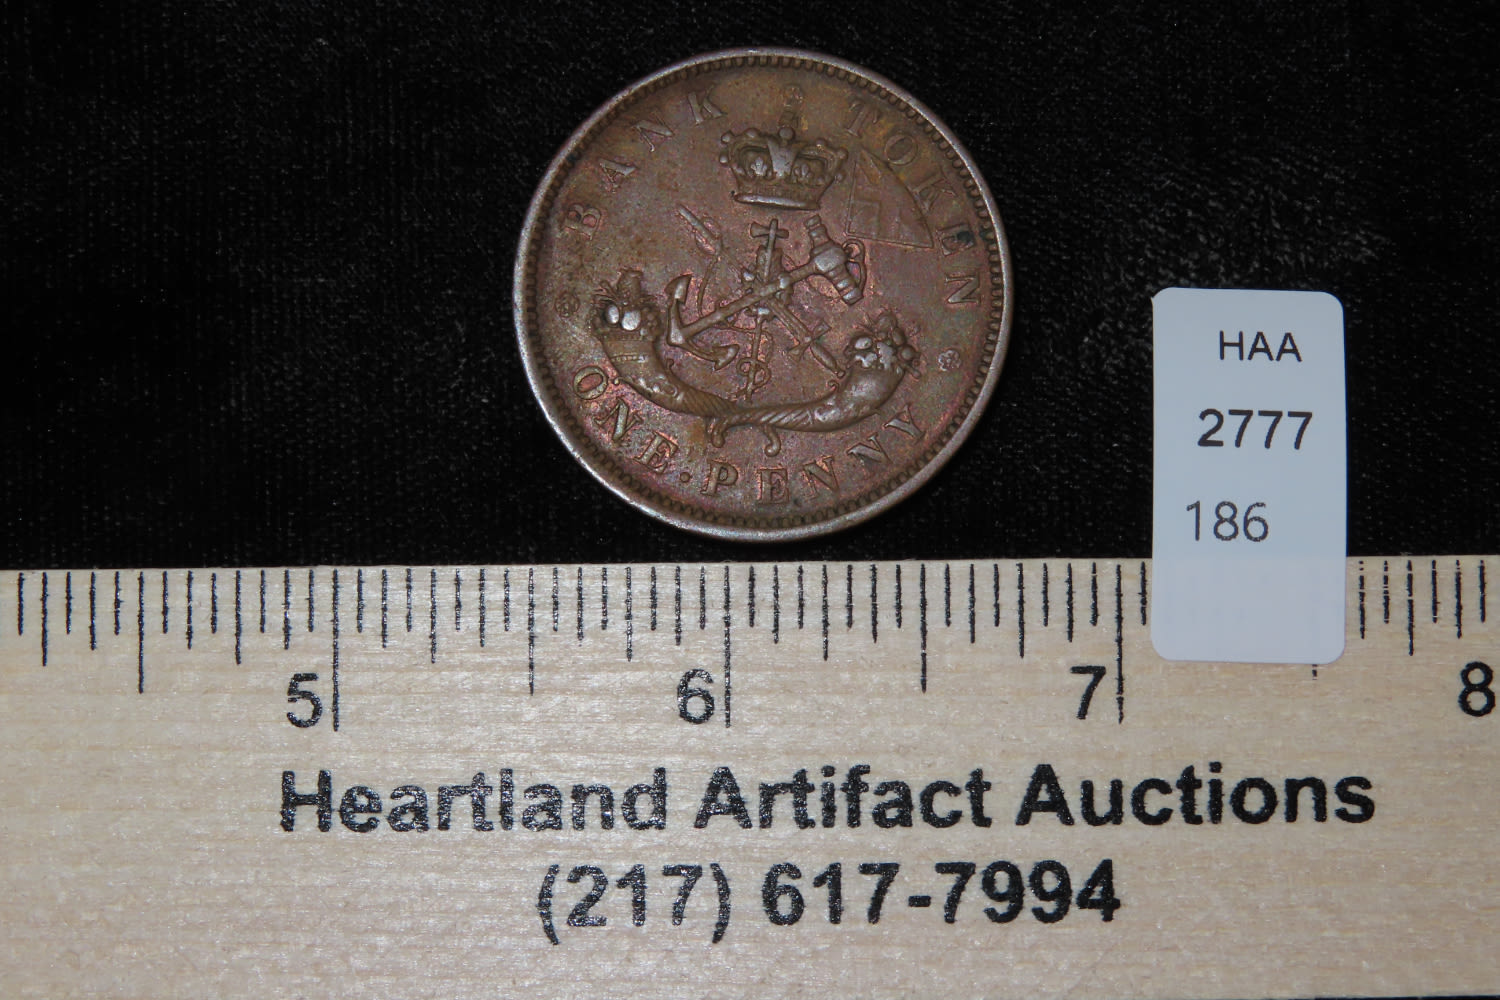 BANK TOKEN
ONE · PENNY
HAA
2777
186
5 6 7 8
Heartland Artifact Auctions
(217) 617-7994